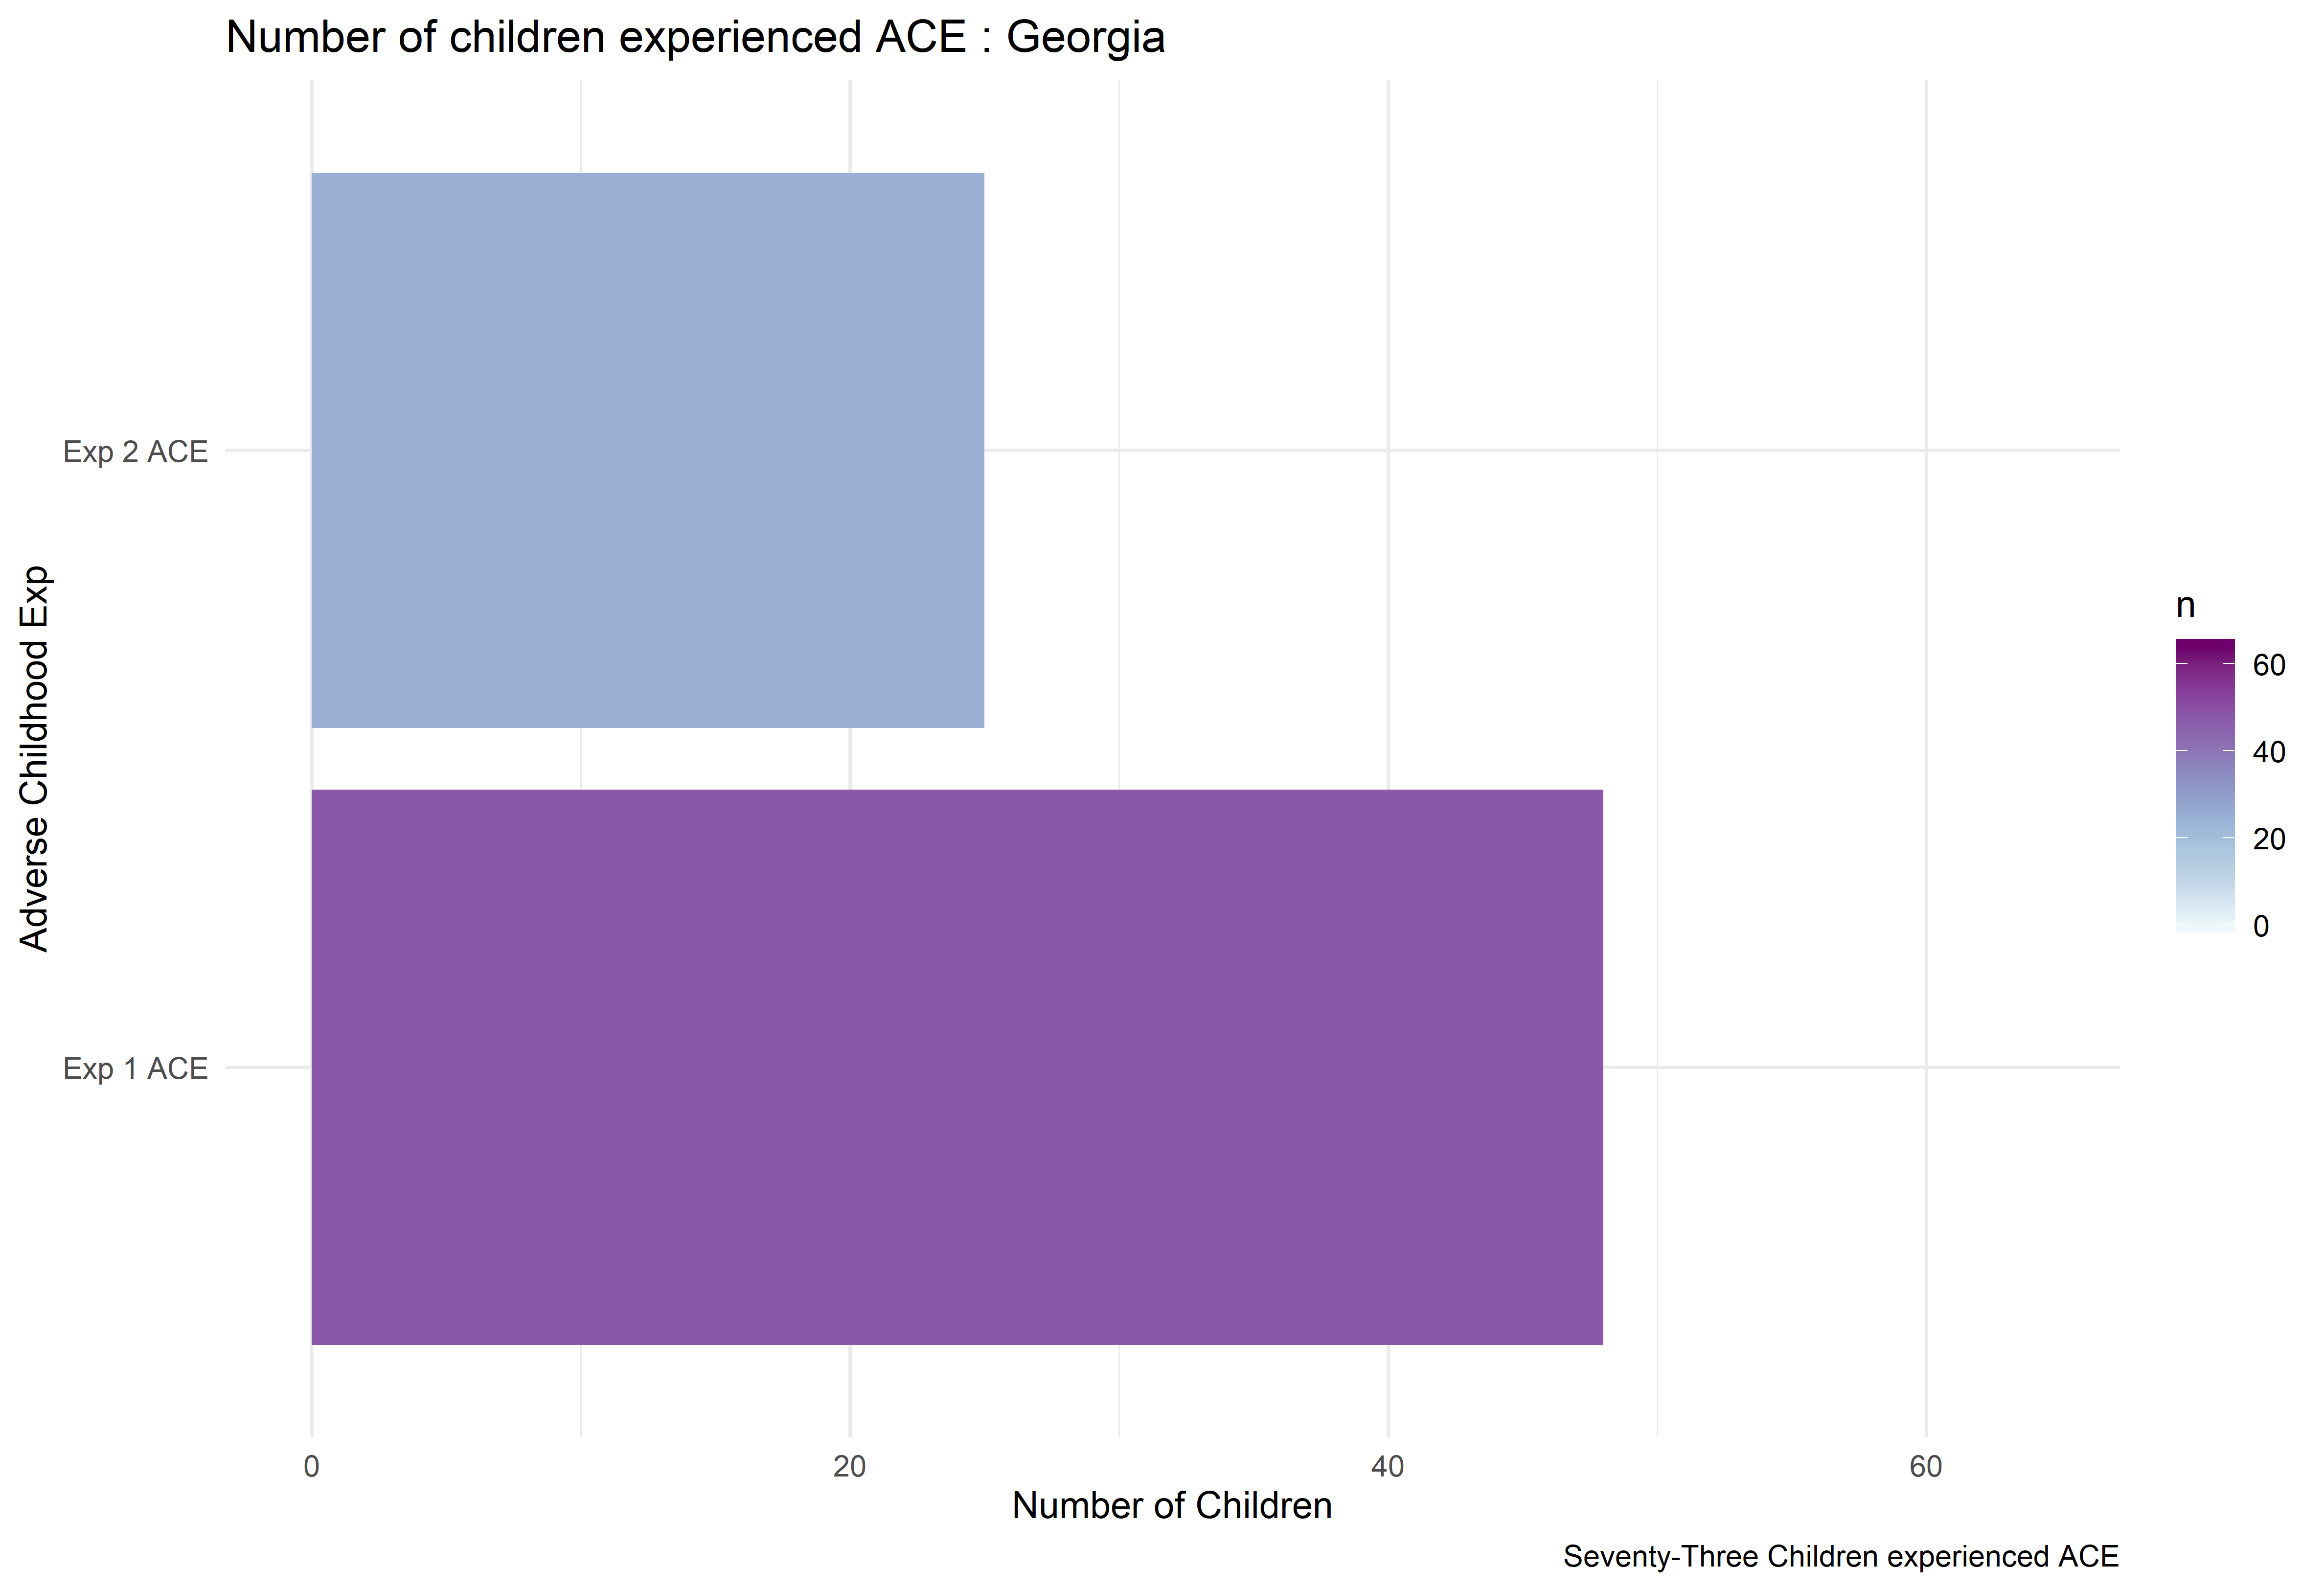 Number of children experienced ACE : Georgia
Adverse Childhood Exp
Exp 2 ACE
Exp 1 ACE
0
20
40
60
Number of Children
n
60
40
20
0
Seventy-Three Children experienced ACE